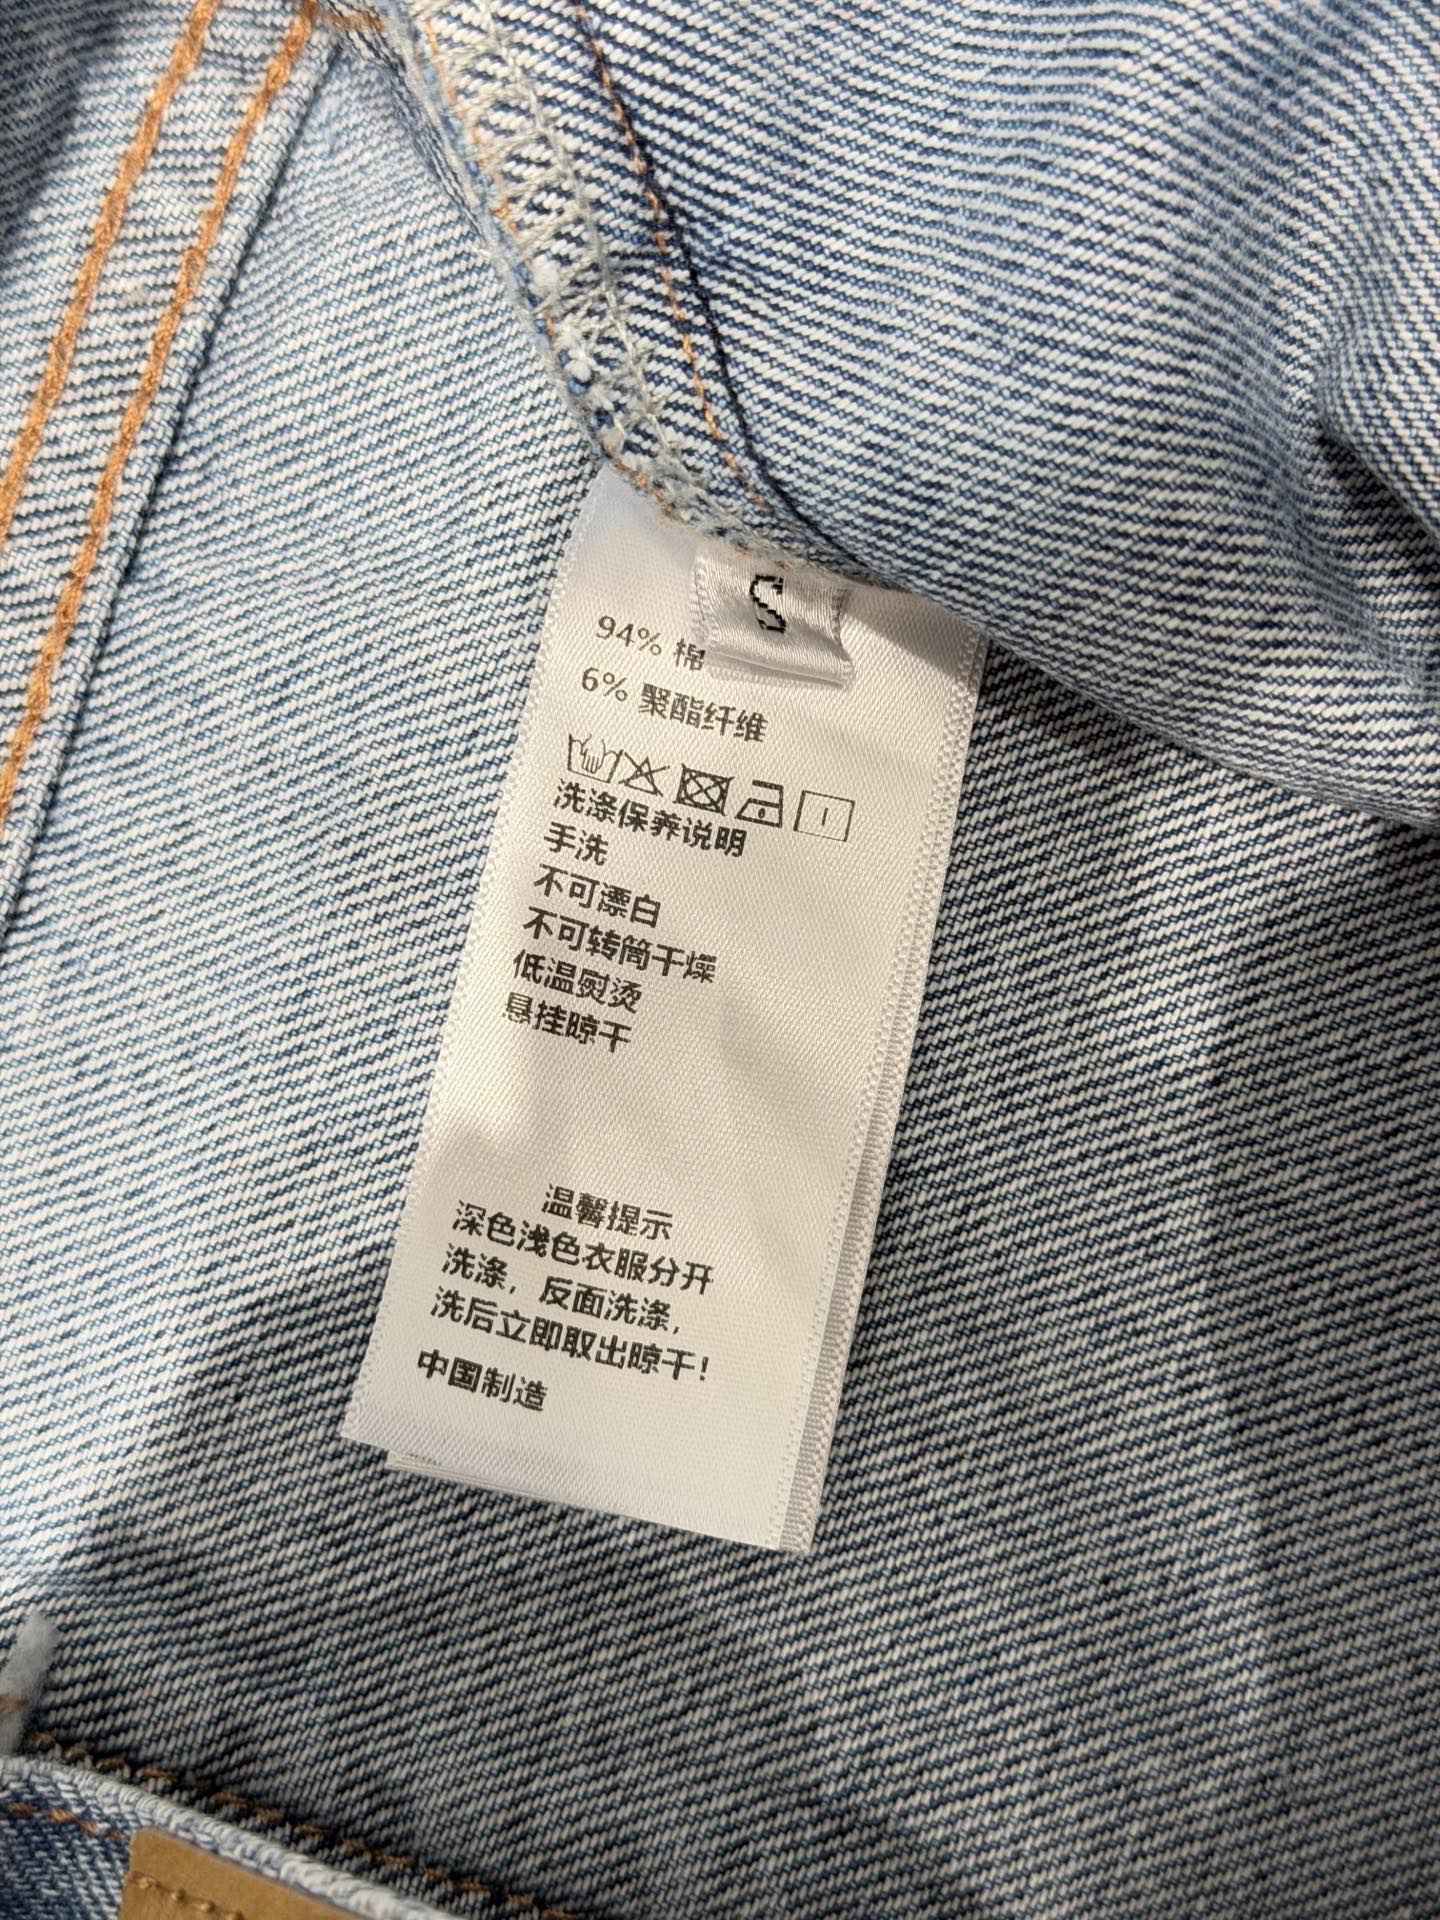 S
94% 棉
6% 聚酯纤维
洗涤保养说明
手洗
不可漂白
不可转筒干燥
低温熨烫
悬挂晾干
温馨提示
深色浅色衣服分开
洗涤，反面洗涤，
洗后立即取出晾干！
中国制造